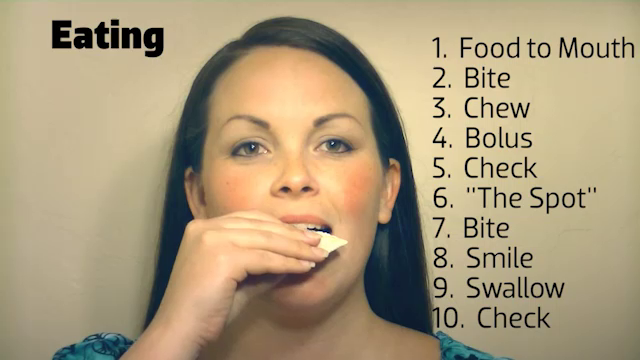 Eating
1. Food to Mouth
2. Bite
3. Chew
4. Bolus
5. Check
6. "The Spot"
7. Bite
8. Smile
9. Swallow
10. Check